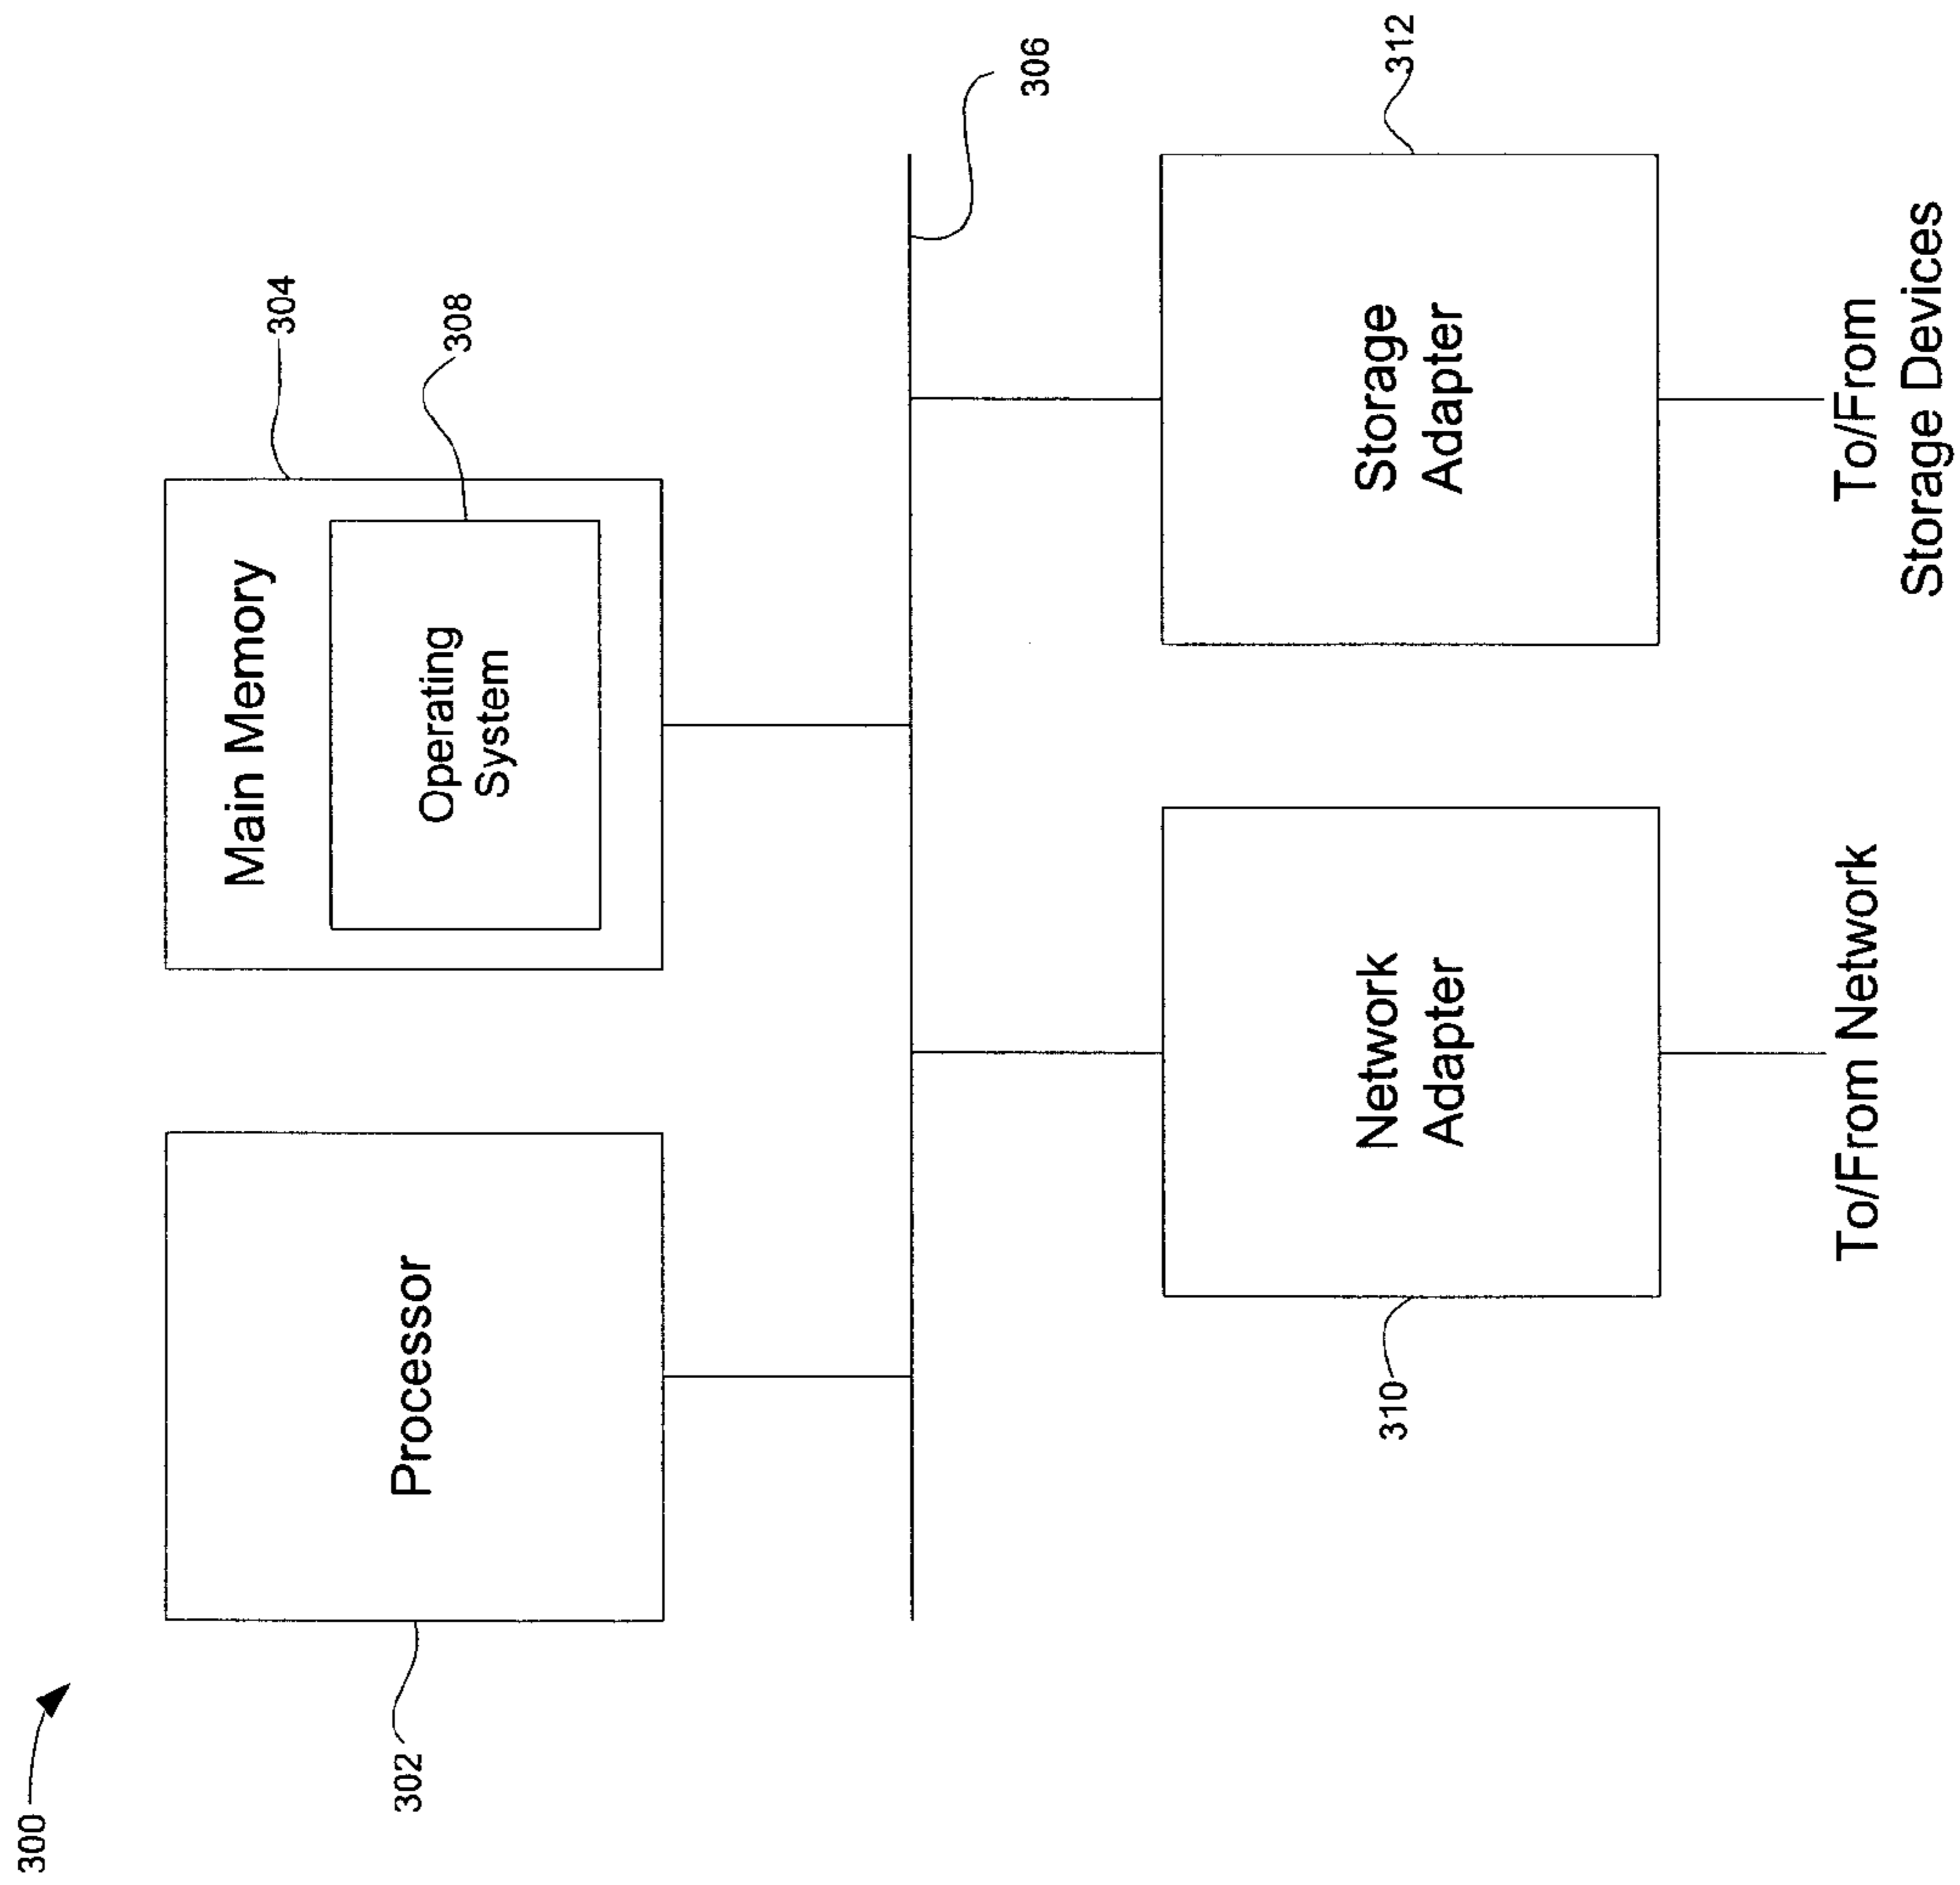 300
302
Processor
Main Memory
304
Operating
System
308
306
310
Network
Adapter
Storage
Adapter
312
To/From Network
To/From
Storage Devices